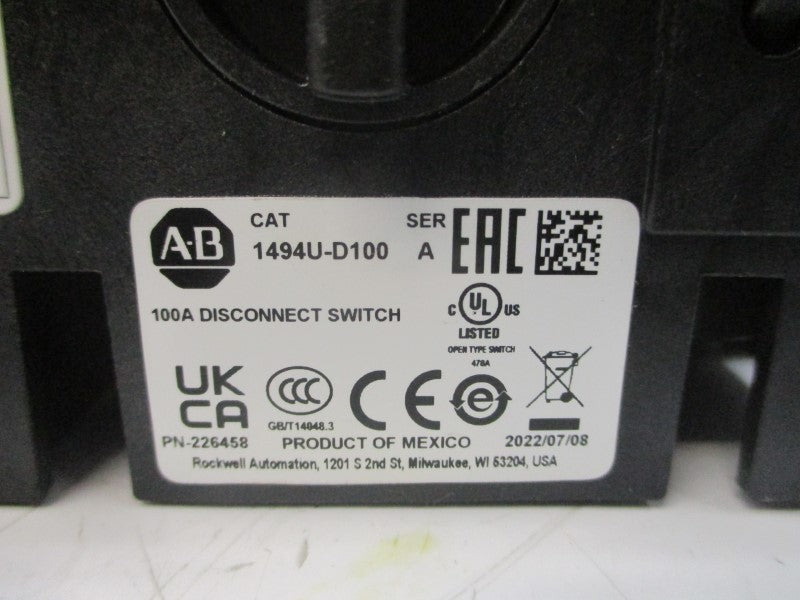 A-B
CAT
1494U-D100
SER
A
EAC
100A DISCONNECT SWITCH
C UL US
LISTED
OPEN TYPE SWITCH
478A
UK
CA
CCC
GB/T14048.3
CE
e
PN-226458
PRODUCT OF MEXICO
2022/07/08
Rockwell Automation, 1201 S 2nd St, Milwaukee, WI 53204, USA